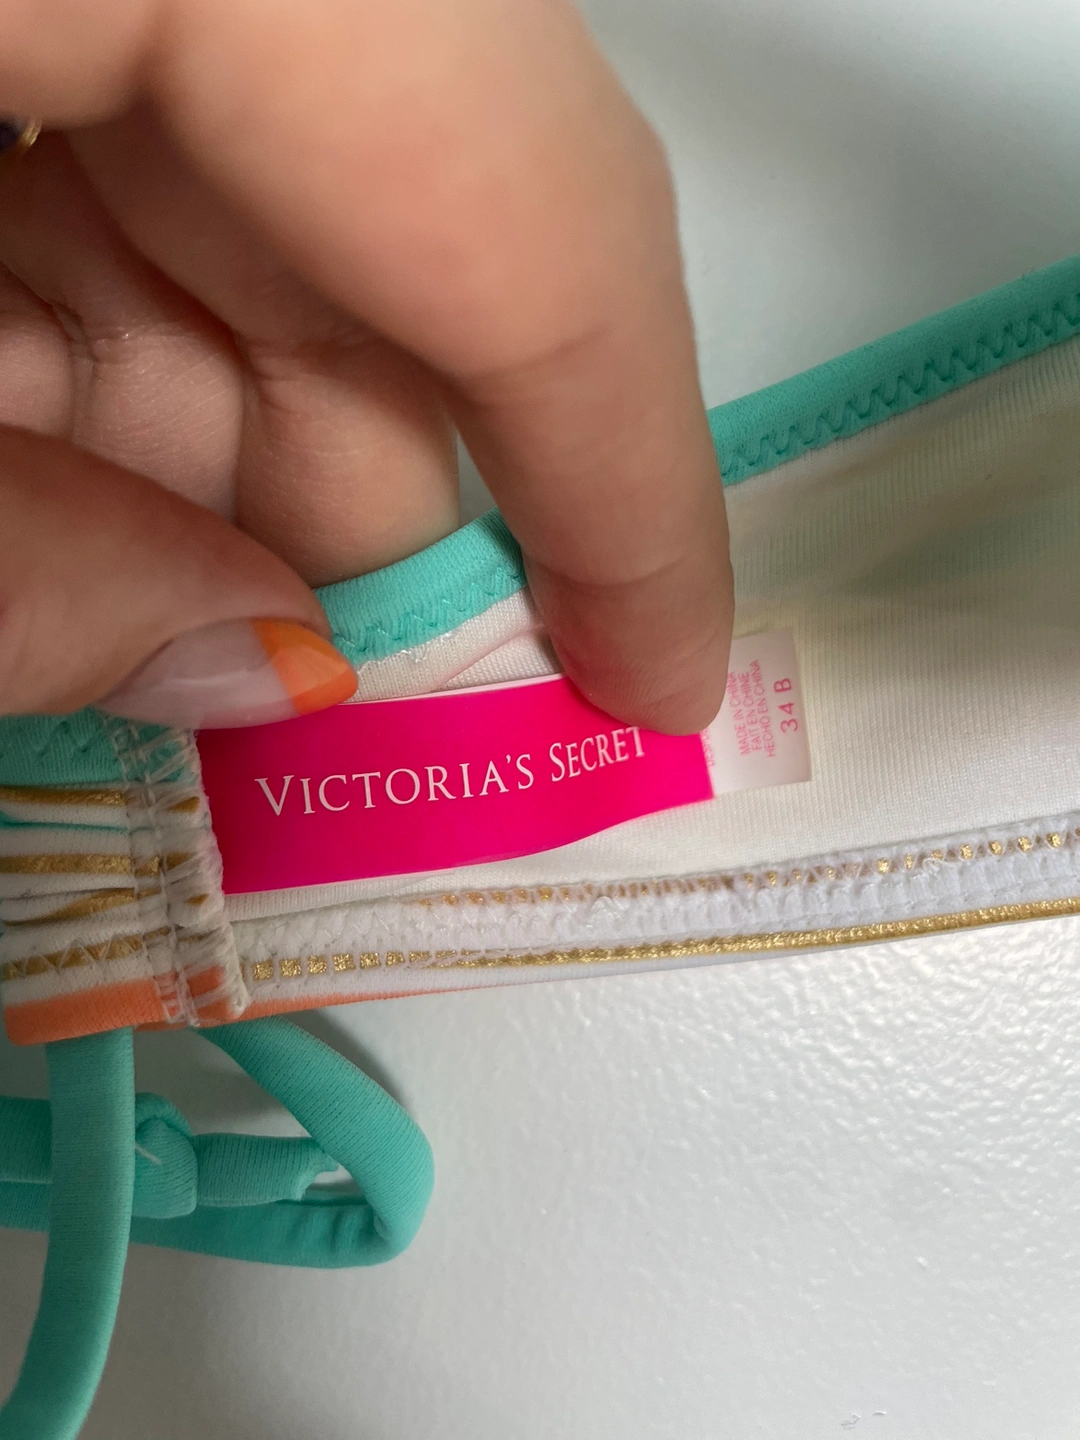 VICTORIA'S SECRET
MADE IN CHINA
FAIT EN CHINE
HECHO EN CHINA
34 B